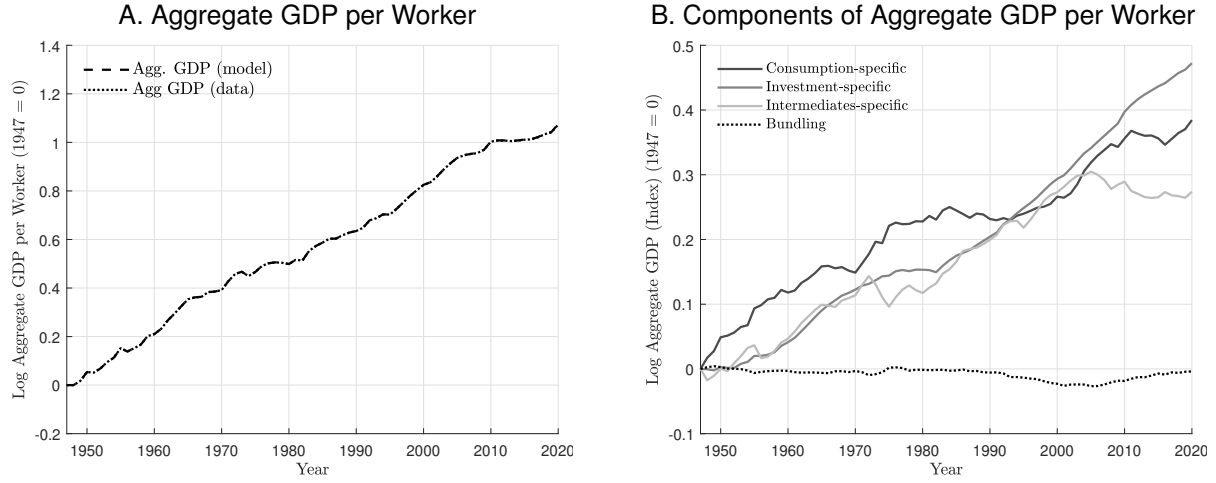 A. Aggregate GDP per Worker
Log Aggregate GDP per Worker (1947 = 0)
1.4
1.2
1
0.8
0.6
0.4
0.2
0
-0.2
Agg. GDP (model)
Agg GDP (data)
1950 1960 1970 1980 1990 2000 2010 2020
Year
B. Components of Aggregate GDP per Worker
Log Aggregate GDP (Index) (1947 = 0)
0.5
0.4
0.3
0.2
0.1
0
-0.1
Consumption-specific
Investment-specific
Intermediates-specific
Bundling
1950 1960 1970 1980 1990 2000 2010 2020
Year